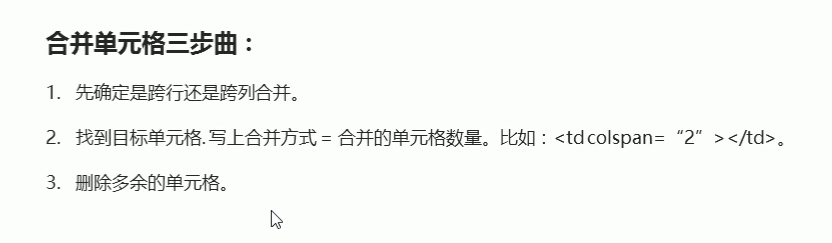 合并单元格三步曲：
1. 先确定是跨行还是跨列合并。
2. 找到目标单元格.写上合并方式 = 合并的单元格数量。比如：<td colspan= “2” ></td>。
3. 删除多余的单元格。